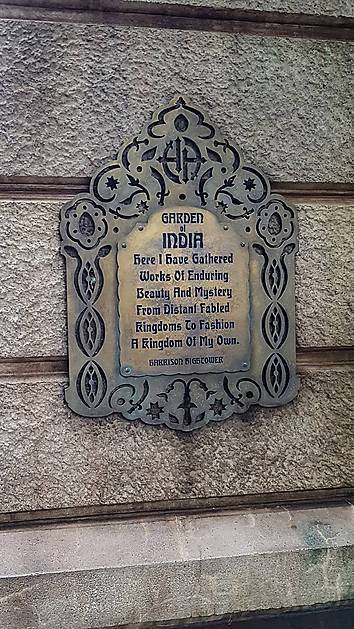 GARDEN
of
INDIA
Here I Have Gathered
Works Of Enduring
Beauty And Mystery
From Distant Fabled
Kingdoms To Fashion
A Kingdom Of My Own.
HARRISON HIGHTOWER